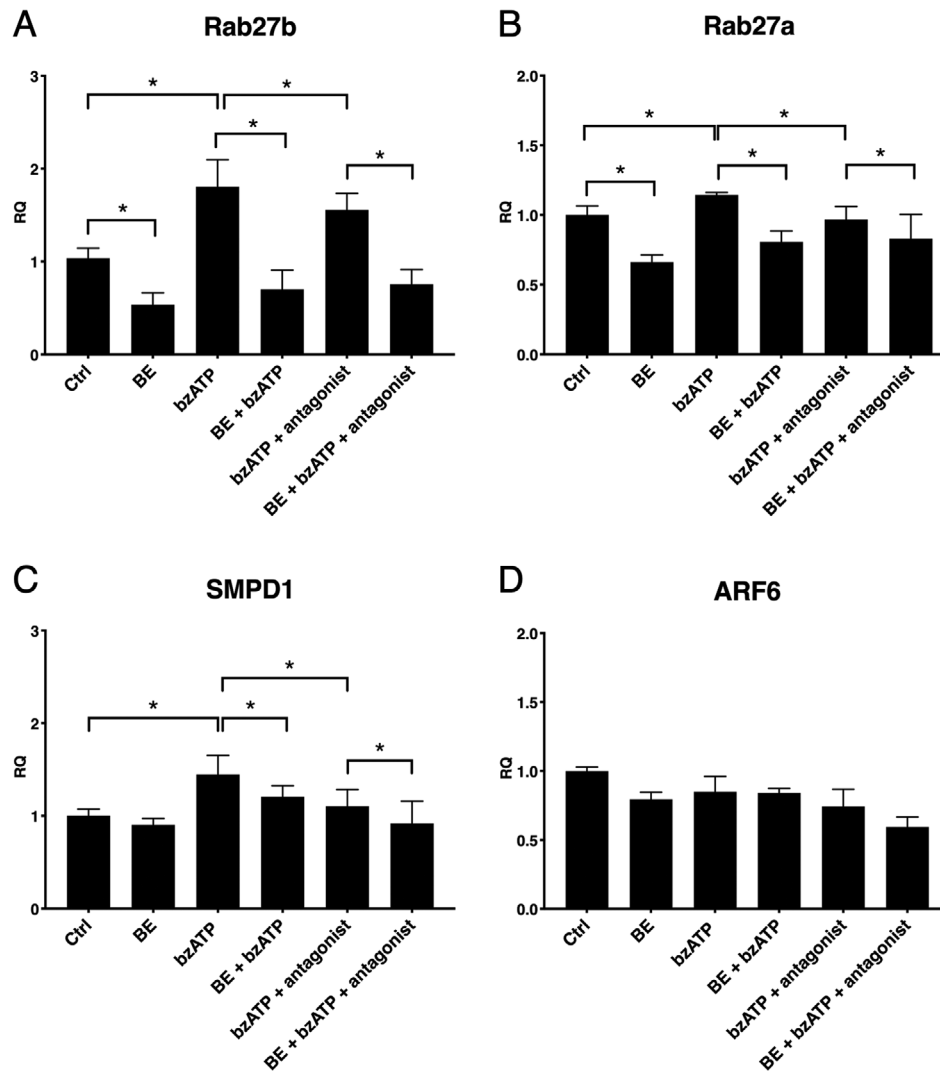 A
Rab27b
3
2
1
0
RQ
*
*
*
*
*
Ctrl
BE
bzATP
BE + bzATP
bzATP + antagonist
BE + bzATP + antagonist
B
Rab27a
2.0
1.5
1.0
0.5
0.0
RQ
*
*
*
*
*
Ctrl
BE
bzATP
BE + bzATP
bzATP + antagonist
BE + bzATP + antagonist
C
SMPD1
3
2
1
0
RQ
*
*
*
*
Ctrl
BE
bzATP
BE + bzATP
bzATP + antagonist
BE + bzATP + antagonist
D
ARF6
2.0
1.5
1.0
0.5
0.0
RQ
Ctrl
BE
bzATP
BE + bzATP
bzATP + antagonist
BE + bzATP + antagonist